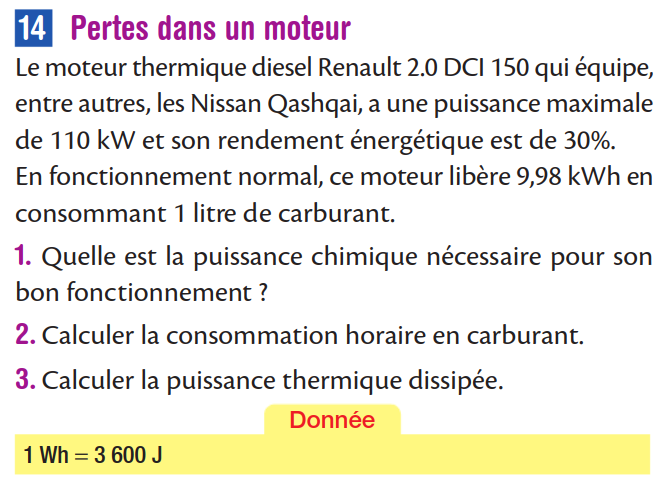 14 Pertes dans un moteur
Le moteur thermique diesel Renault 2.0 DCI 150 qui équipe,
entre autres, les Nissan Qashqai, a une puissance maximale
de 110 kW et son rendement énergétique est de 30%.
En fonctionnement normal, ce moteur libère 9,98 kWh en
consommant 1 litre de carburant.
1. Quelle est la puissance chimique nécessaire pour son
bon fonctionnement ?
2. Calculer la consommation horaire en carburant.
3. Calculer la puissance thermique dissipée.
Donnée
1 Wh = 3 600 J